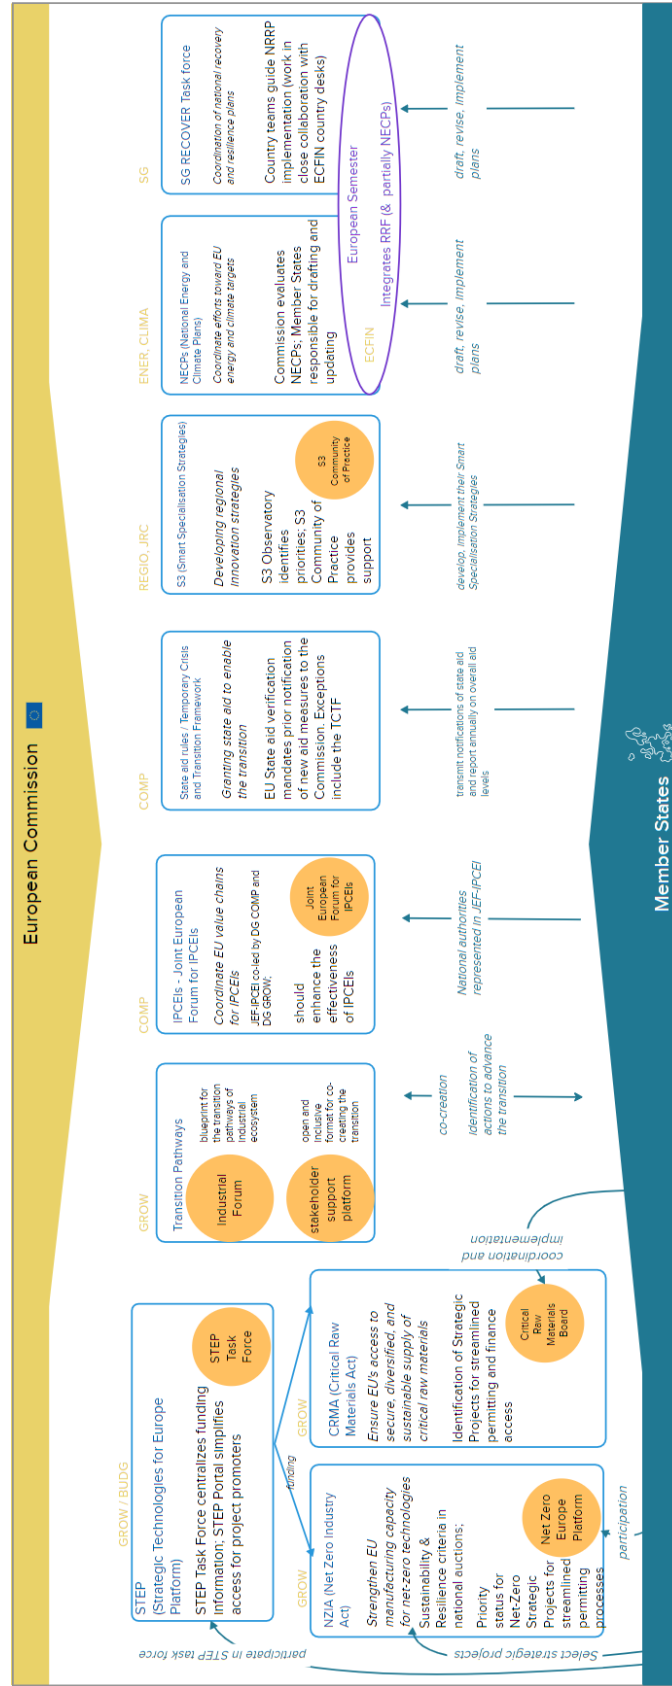 European Commission
GROW / BUDG
STEP
(Strategic Technologies for Europe
Platform)
STEP Task Force centralizes funding
information; STEP Portal simplifies
access for project promoters
STEP
Task
Force
participate in STEP task force
funding
GROW
NZIA (Net Zero Industry
Act)
Strengthen EU
manufacturing capacity
for net-zero technologies
Sustainability &
Resilience criteria in
national auctions;
Priority
status for
Net-Zero
Strategic
Projects for
streamlined
permitting
processes
Net Zero
Europe
Platform
Select strategic projects
participation
GROW
CRMA (Critical Raw
Materials Act)
Ensure EU's access to
secure, diversified, and
sustainable supply of
critical raw materials
Identification of Strategic
Projects for streamlined
permitting and finance
access
Critical
Raw
Materials
Board
coordination and
implementation
GROW
Transition Pathways
Industrial
Forum
blueprint for
the transition
pathways of
industrial
ecosystem
stakeholder
support
platform
open and
inclusive
format for co-
creating the
transition
co-creation
Identification of
actions to advance
the transition
COMP
IPCEIs - Joint European
Forum for IPCEIs
Coordinate EU value chains
for IPCEIs
JEF-IPCEI co-led by DG COMP and
DG GROW;
should
enhance the
effectiveness
of IPCEIs
Joint
European
Forum for
IPCEIs
National authorities
represented in JEF-IPCEI
COMP
State aid rules / Temporary Crisis
and Transition Framework
Granting state aid to enable
the transition
EU State aid verification
mandates prior notification
of new aid measures to the
Commission. Exceptions
include the TCTF
transmit notifications of state aid
and report annually on overall aid
levels
REGIO, JRC
S3 (Smart Specialisation Strategies)
Developing regional
innovation strategies
S3 Observatory
identifies
priorities; S3
Community of
Practice
provides
support
S3
Community
of Practice
develop, implement their Smart
Specialisation Strategies
ENER, CLIMA
NECPs (National Energy and
Climate Plans)
Coordinate efforts toward EU
energy and climate targets
Commission evaluates
NECPs; Member States
responsible for drafting and
updating
ECFIN
draft, revise, implement
plans
SG
SG RECOVER Task force
Coordination of national recovery
and resilience plans
Country teams guide NRRP
implementation (work in
close collaboration with
ECFIN country desks)
European Semester
Integrates RRF (& partially NECPs)
draft, revise, implement
plans
Member States